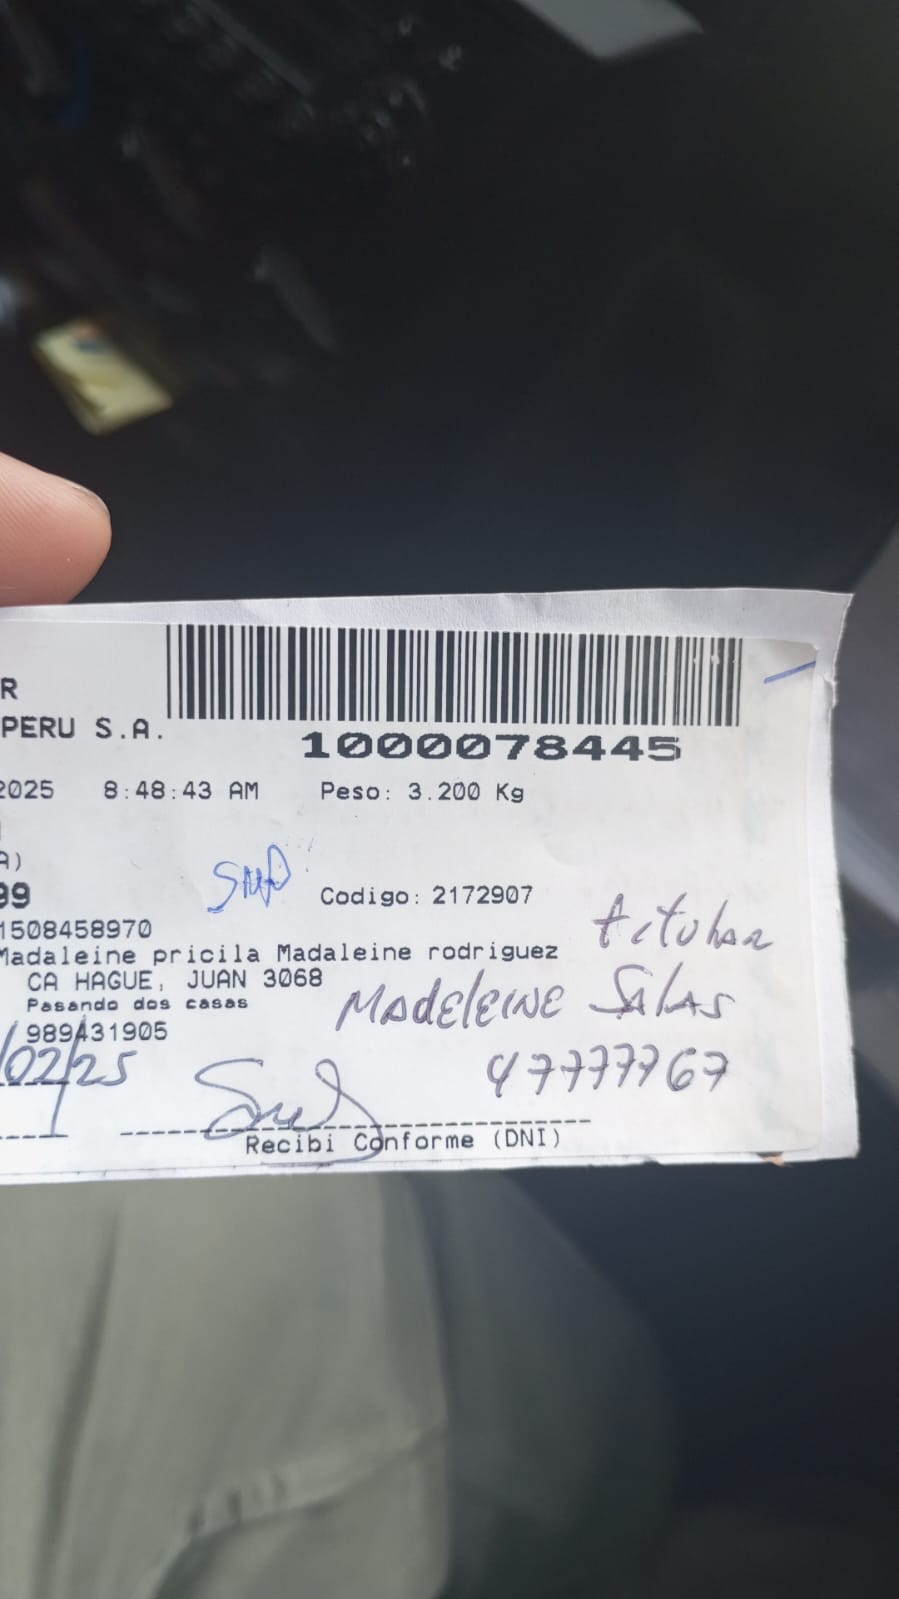 R
PERU S.A.
1000078445
2025 8:48:43 AM Peso: 3.200 Kg
A)
SMP
99 Codigo: 2172907
1508458970
Madaleine pricila Madaleine rodriguez
titular
CA HAGUE, JUAN 3068
Pasando dos casas
MADELEINE SALAS
989431905
/02/25
47777767
Recibi Conforme (DNI)